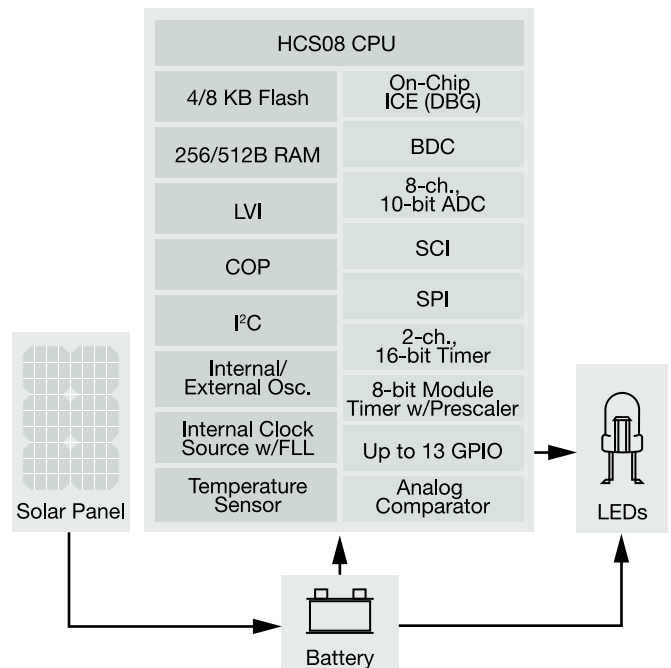 HCS08 CPU
4/8 KB Flash
256/512B RAM
LVI
COP
I²C
Internal/
External Osc.
Internal Clock
Source w/FLL
Temperature
Sensor
On-Chip
ICE (DBG)
BDC
8-ch.,
10-bit ADC
SCI
SPI
2-ch.,
16-bit Timer
8-bit Module
Timer w/Prescaler
Up to 13 GPIO
Analog
Comparator
Solar Panel
LEDs
Battery